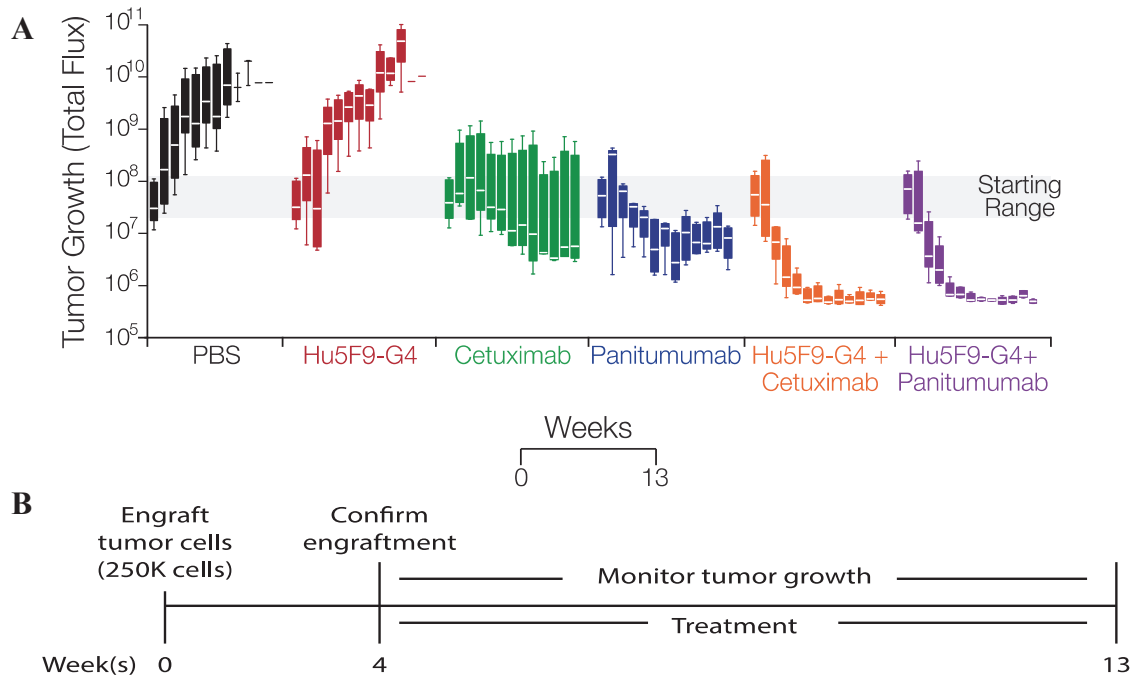 A
Tumor Growth (Total Flux)
10^11
10^10
10^9
10^8
10^7
10^6
10^5
Starting
Range
PBS
Hu5F9-G4
Cetuximab
Panitumumab
Hu5F9-G4 +
Cetuximab
Hu5F9-G4+
Panitumumab
Weeks
0 13
B
Engraft
tumor cells
(250K cells)
Confirm
engraftment
Monitor tumor growth
Treatment
Week(s) 0 4 13